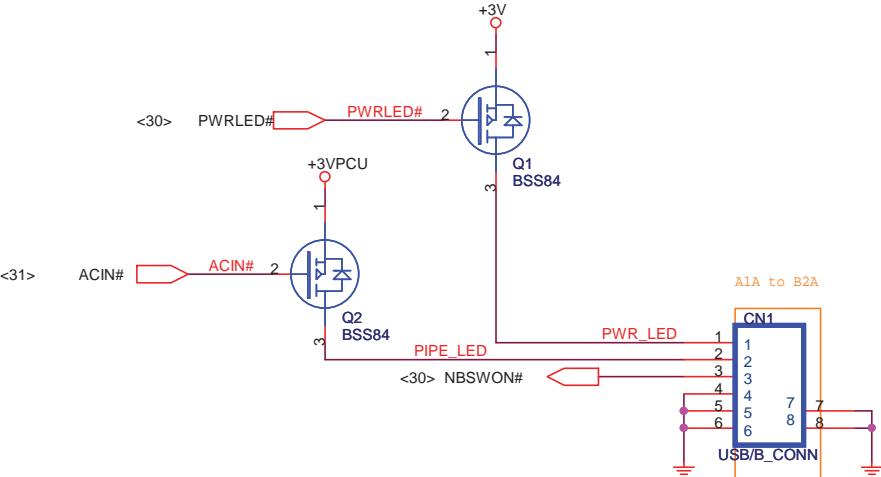 +3V
1
<30> PWRLED# PWRLED# 2
Q1
BSS84
3
+3VPCU
1
<31> ACIN# ACIN# 2
Q2
BSS84
3
A1A to B2A
CN1
PWR_LED 1 1
PIPE_LED 2 2
<30> NBSWON# 3 3
4 4
5 5
6 6
7 7
8 8
USB/B_CONN